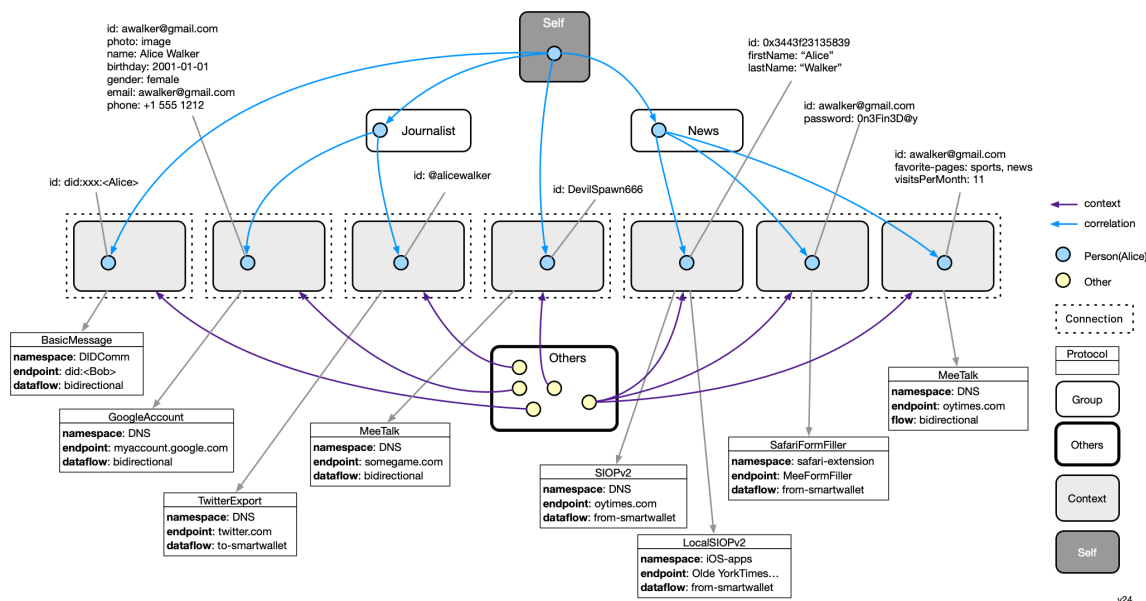 Self
id: awalker@gmail.com
photo: image
name: Alice Walker
birthday: 2001-01-01
gender: female
email: awalker@gmail.com
phone: +1 555 1212
id: 0x3443f23135839
firstName: “Alice”
lastName: “Walker”
id: awalker@gmail.com
password: 0n3Fin3D@y
Journalist
News
id: awalker@gmail.com
favorite-pages: sports, news
visitsPerMonth: 11
id: did:xxx:<Alice>
id: @alicewalker
id: DevilSpawn666
context
correlation
Person(Alice)
Other
Connection
Protocol
Group
Others
Context
Self
BasicMessage
namespace: DIDComm
endpoint: did:<Bob>
dataflow: bidirectional
Others
MeeTalk
namespace: DNS
endpoint: oytimes.com
flow: bidirectional
GoogleAccount
namespace: DNS
endpoint: myaccount.google.com
dataflow: bidirectional
MeeTalk
namespace: DNS
endpoint: somegame.com
dataflow: bidirectional
SafariFormFiller
namespace: safari-extension
endpoint: MeeFormFiller
dataflow: from-smartwallet
SIOPv2
namespace: DNS
endpoint: oytimes.com
dataflow: from-smartwallet
TwitterExport
namespace: DNS
endpoint: twitter.com
dataflow: to-smartwallet
LocalSIOPv2
namespace: iOS-apps
endpoint: Olde YorkTimes…
dataflow: from-smartwallet
v24